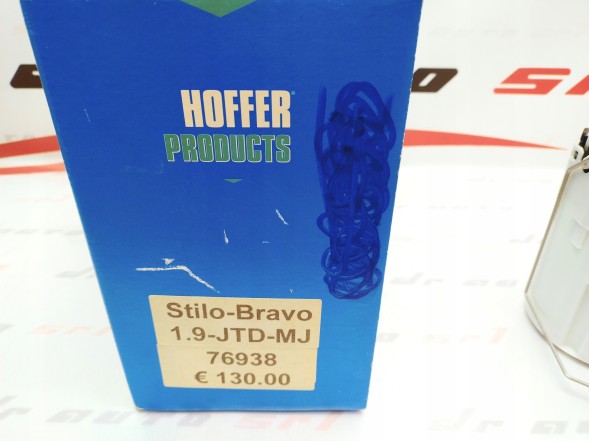 HOFFER
PRODUCTS
Stilo-Bravo
1.9-JTD-MJ
76938
€ 130.00